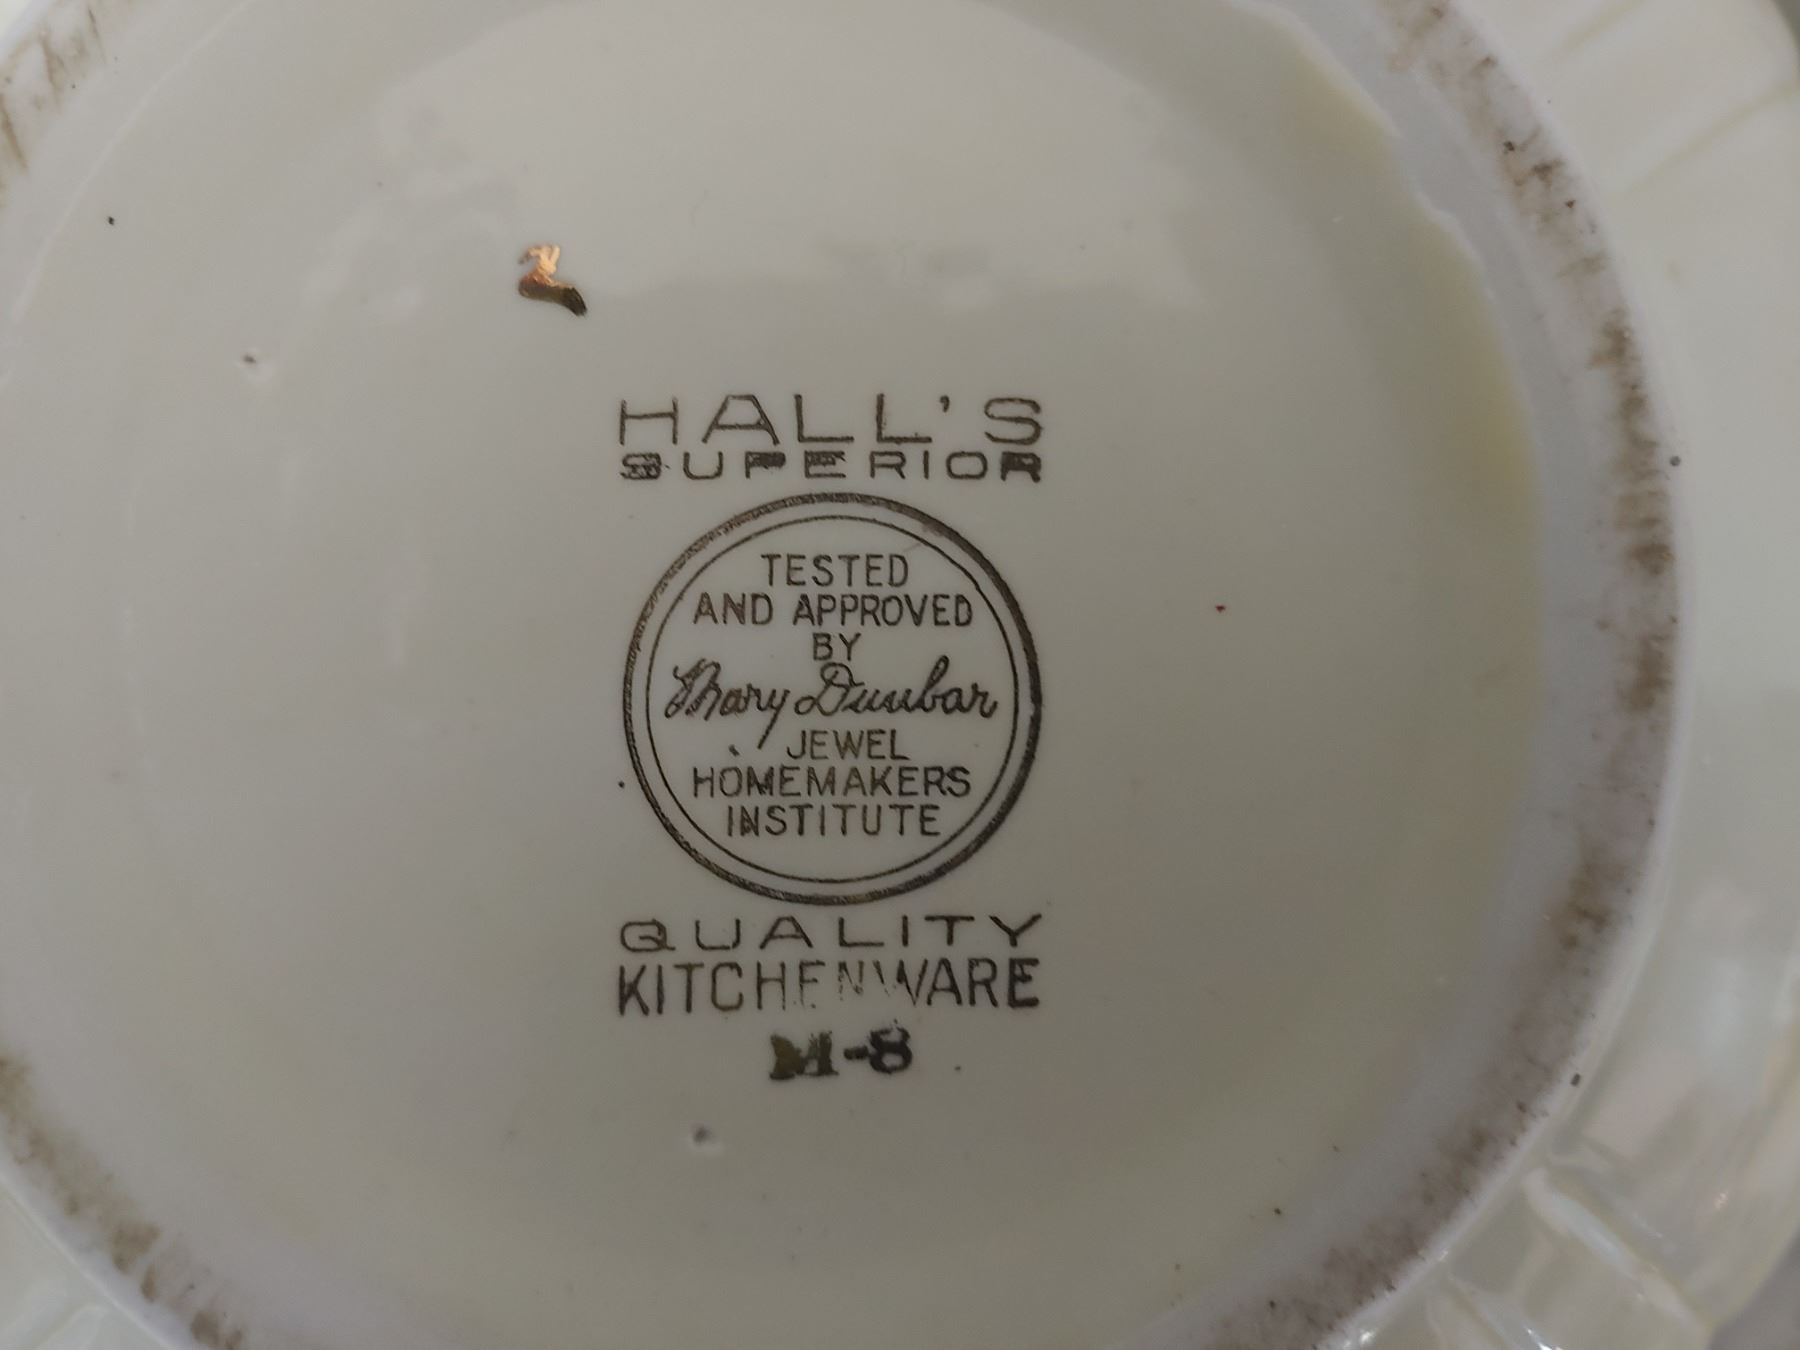 HALL'S
SUPERIOR
TESTED
AND APPROVED
BY
Mary Dunbar
JEWEL
HOMEMAKERS
INSTITUTE
QUALITY
KITCHENWARE
M-8